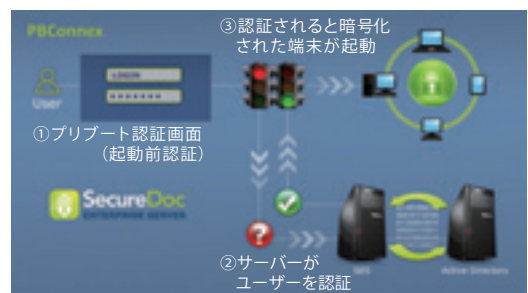 PBConnex
③認証されると暗号化
された端末が起動
LOGIN
*******
User
①プリブート認証画面
（起動前認証）
SecureDoc
ENTERPRISE SERVER
②サーバーが
ユーザーを認証
SES
Active Directory